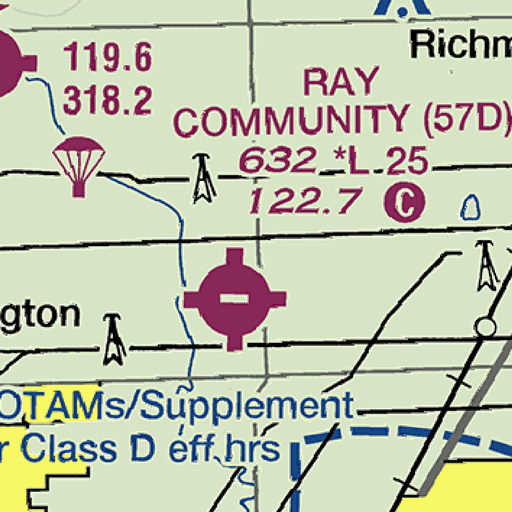 119.6
318.2
Richm
RAY
COMMUNITY (57D)
632 *L 25
122.7 C
gton
OTAMs/Supplement
r Class D eff hrs